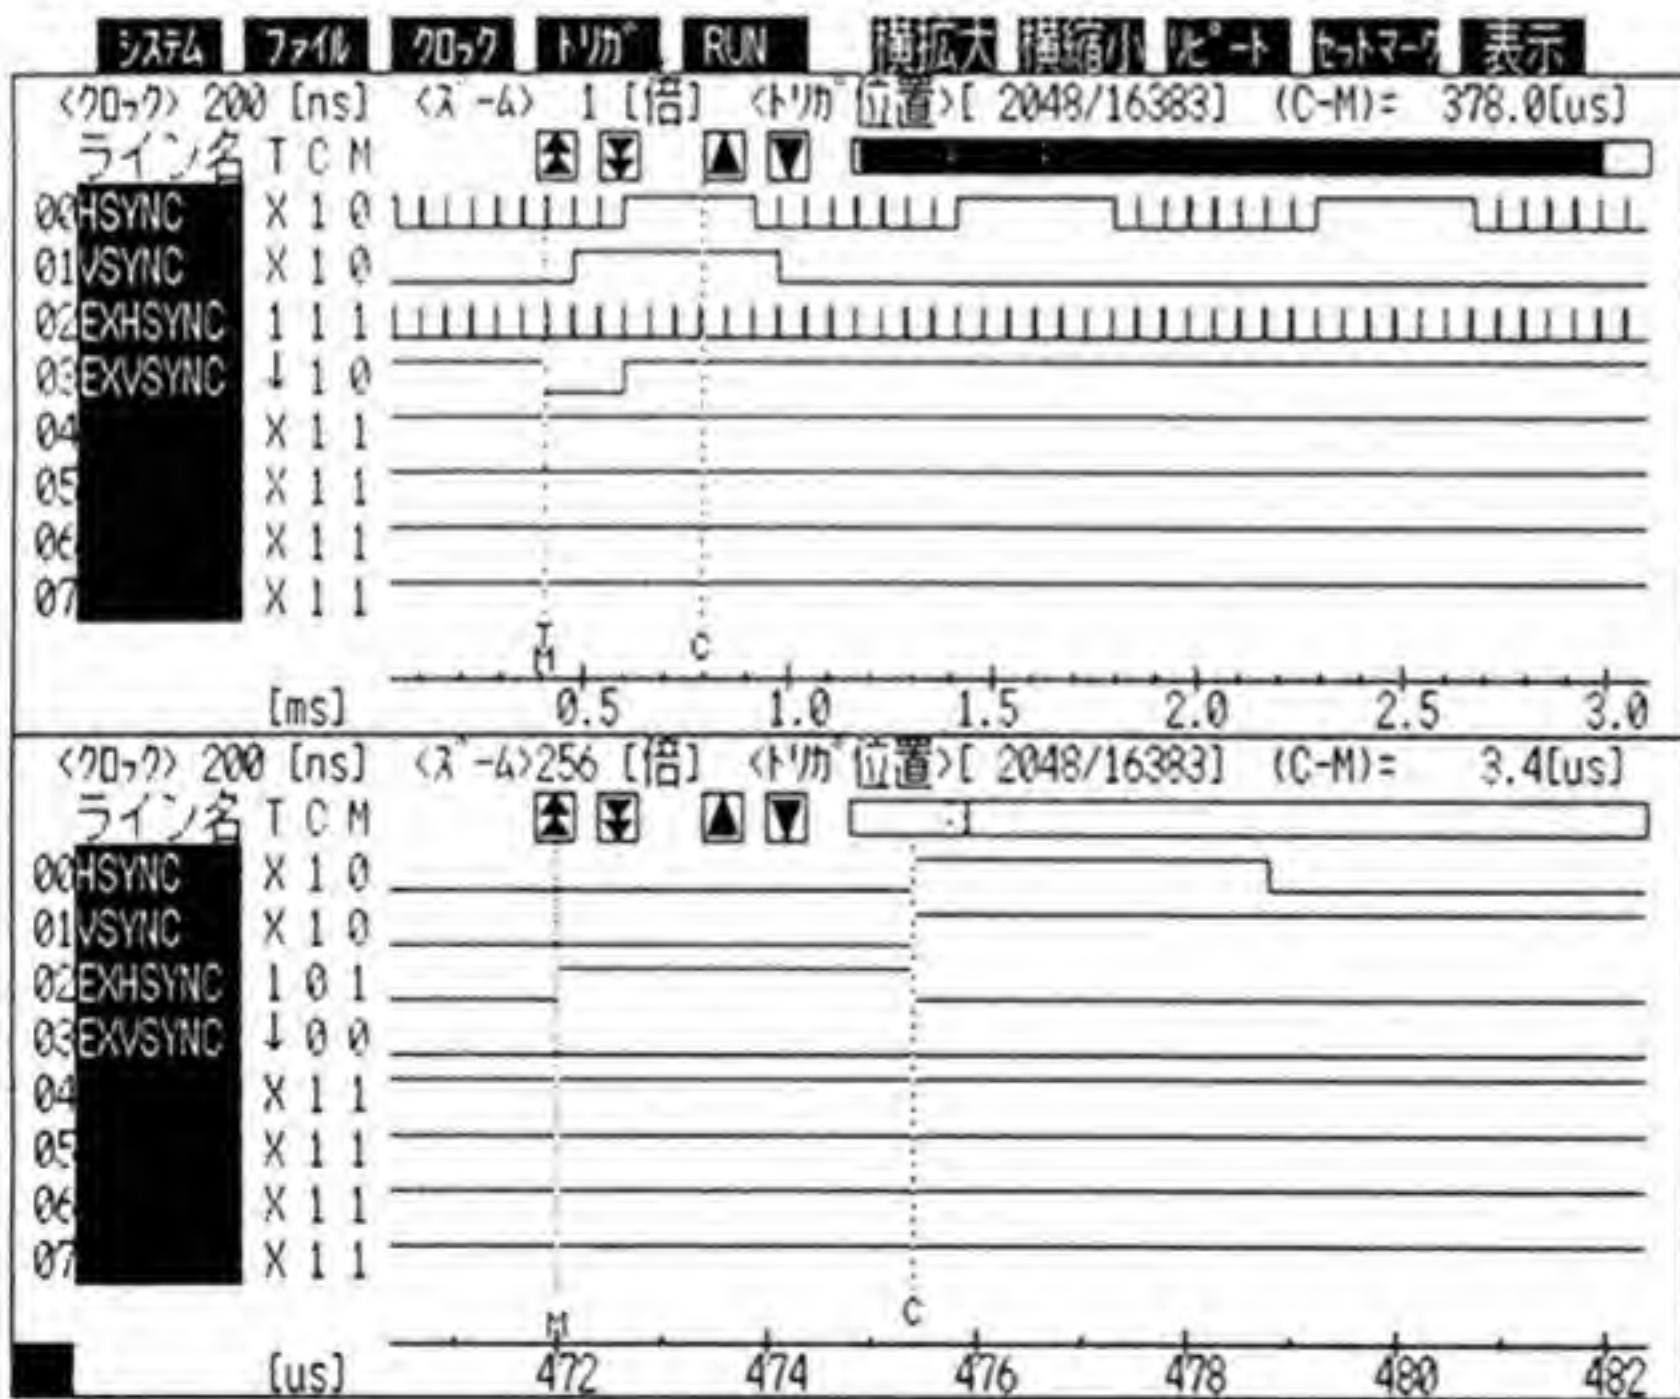 システム ファイル クロック トリガ RUN 横拡大 横縮小 リピート セットマーク 表示
<クロック> 200 [ns] <ズーム> 1 [倍] <トリガ位置>[ 2048/16383] (C-M)= 378.0[us]
ライン名 T C M
00 HSYNC X 1 0
01 VSYNC X 1 0
02 EXHSYNC 1 1 1
03 EXVSYNC ↓ 1 0
04 X 1 1
05 X 1 1
06 X 1 1
07 X 1 1
T
M C
[ms] 0.5 1.0 1.5 2.0 2.5 3.0
<クロック> 200 [ns] <ズーム>256 [倍] <トリガ位置>[ 2048/16383] (C-M)= 3.4[us]
ライン名 T C M
00 HSYNC X 1 0
01 VSYNC X 1 0
02 EXHSYNC 1 0 1
03 EXVSYNC ↓ 0 0
04 X 1 1
05 X 1 1
06 X 1 1
07 X 1 1
M C
[us] 472 474 476 478 480 482